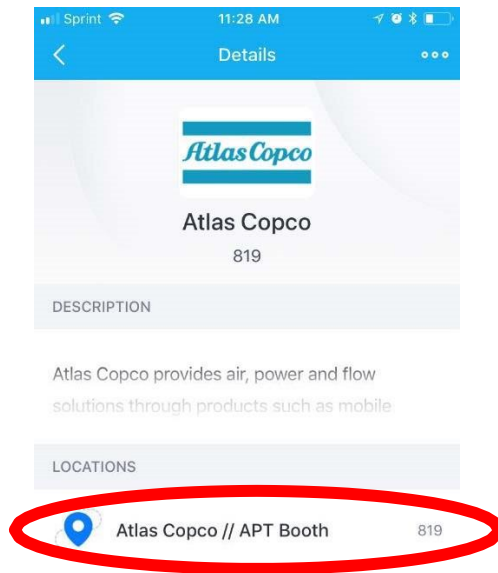 Sprint 11:28 AM
Details
Atlas Copco
Atlas Copco
819
DESCRIPTION
Atlas Copco provides air, power and flow
solutions through products such as mobile
LOCATIONS
Atlas Copco // APT Booth 819